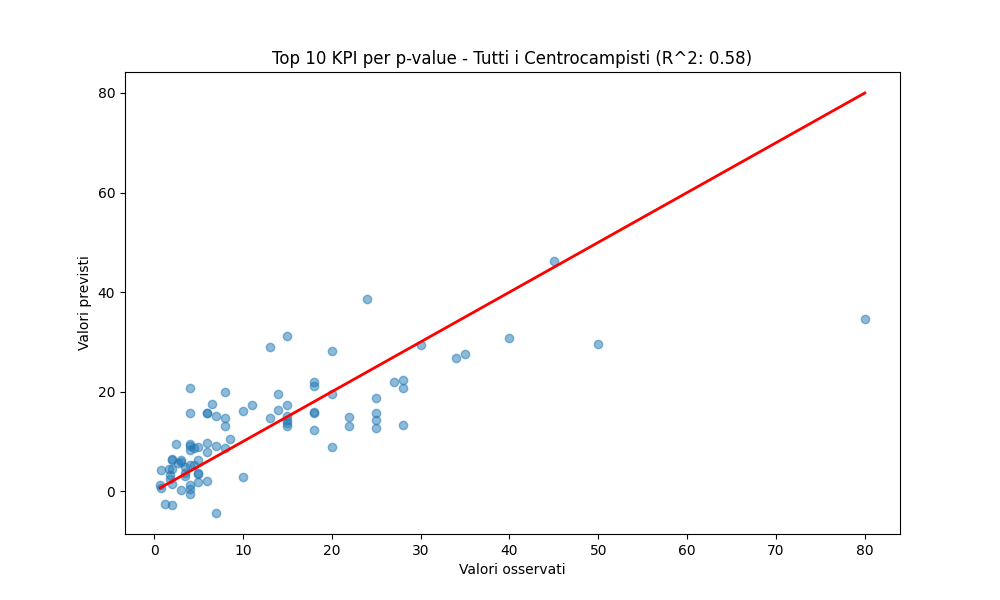 Top 10 KPI per p-value - Tutti i Centrocampisti (R^2: 0.58)
Valori previsti
80
60
40
20
0
0 10 20 30 40 50 60 70 80
Valori osservati